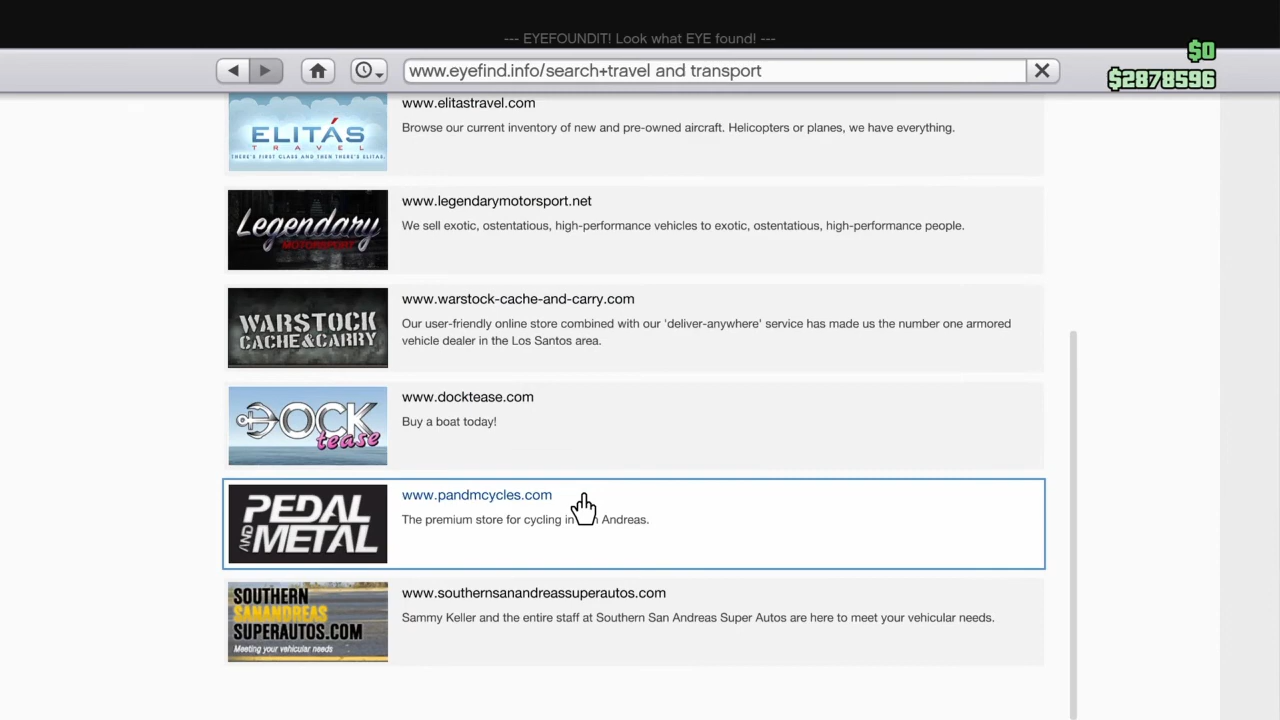 --- EYEFOUNDIT! Look what EYE found! ---
$0
www.eyefind.info/search+travel and transport
$2878596
ELITÁS
TRAVEL
THERE'S FIRST CLASS AND THEN THERE'S ELITAS.
www.elitastravel.com
Browse our current inventory of new and pre-owned aircraft. Helicopters or planes, we have everything.
Legendary
MOTORSPORT
www.legendarymotorsport.net
We sell exotic, ostentatious, high-performance vehicles to exotic, ostentatious, high-performance people.
WARSTOCK
CACHE&CARRY
www.warstock-cache-and-carry.com
Our user-friendly online store combined with our 'deliver-anywhere' service has made us the number one armored
vehicle dealer in the Los Santos area.
DOCK
tease
www.docktease.com
Buy a boat today!
PEDAL
AND METAL
www.pandmcycles.com
The premium store for cycling in Andreas.
SOUTHERN
SANANDREAS
SUPERAUTOS.COM
Meeting your vehicular needs
www.southernsanandreassuperautos.com
Sammy Keller and the entire staff at Southern San Andreas Super Autos are here to meet your vehicular needs.